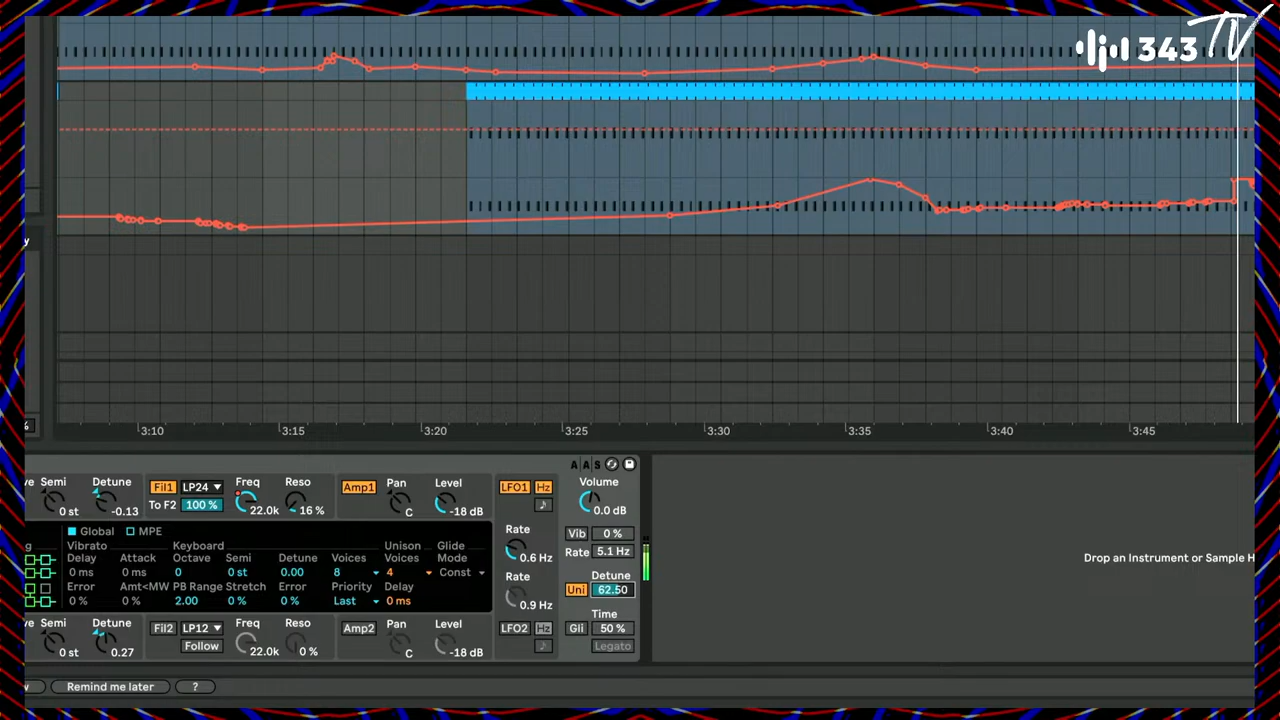 343 TV
3:10 3:15 3:20 3:25 3:30 3:35 3:40 3:45
A A S
Semi Detune Fil1 LP24 Freq Reso Amp1 Pan Level LFO1 Hz Volume
0 st -0.13 To F2 100 % 22.0k 16 % C -18 dB 0.0 dB
Global MPE
Rate Vib 0 %
Vibrato Keyboard Unison Glide
Delay Attack Octave Semi Detune Voices Voices Mode
0.6 Hz Rate 5.1 Hz
0 ms 0 ms 0 0 st 0.00 8 4 Const
Error Amt<MW PB Range Stretch Error Priority Delay
Rate Detune
0 % 0 % 2.00 0 % 0 % Last 0 ms
0.9 Hz Uni 62.50
Time
Semi Detune Fil2 LP12 Freq Reso Amp2 Pan Level LFO2 Hz Gli 50 %
0 st 0.27 Follow 22.0k 0 % C -18 dB Legato
Drop an Instrument or Sample H
Remind me later ?